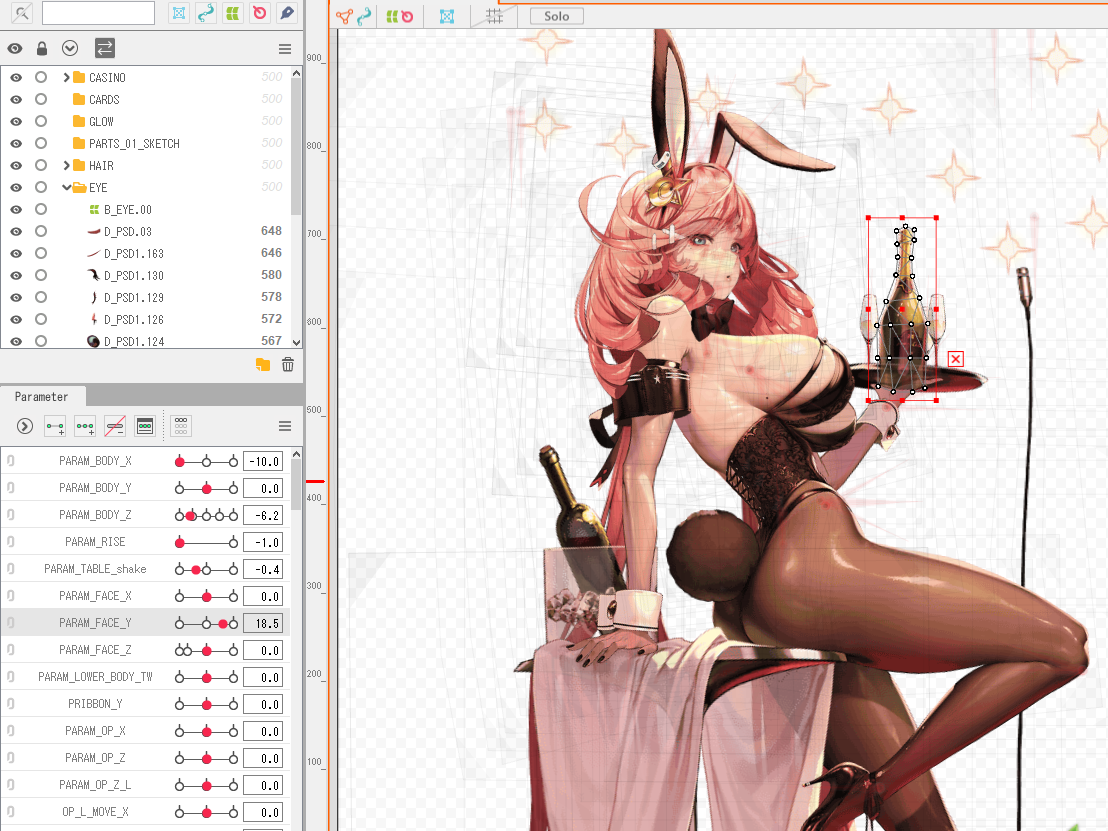 Solo
CASINO 500
CARDS 500
GLOW 500
PARTS_01_SKETCH 500
HAIR 500
EYE 500
B_EYE.00
D_PSD.03 648
D_PSD1.163 646
D_PSD1.130 580
D_PSD1.129 578
D_PSD1.126 572
D_PSD1.124 567
Parameter
PARAM_BODY_X -10.0
PARAM_BODY_Y 0.0
PARAM_BODY_Z -6.2
PARAM_RISE -1.0
PARAM_TABLE_shake -0.4
PARAM_FACE_X 0.0
PARAM_FACE_Y 18.5
PARAM_FACE_Z 0.0
PARAM_LOWER_BODY_TW 0.0
PRIBBON_Y 0.0
PARAM_OP_X 0.0
PARAM_OP_Z 0.0
PARAM_OP_Z_L 0.0
OP_L_MOVE_X 0.0
900
800
700
600
500
400
300
200
100